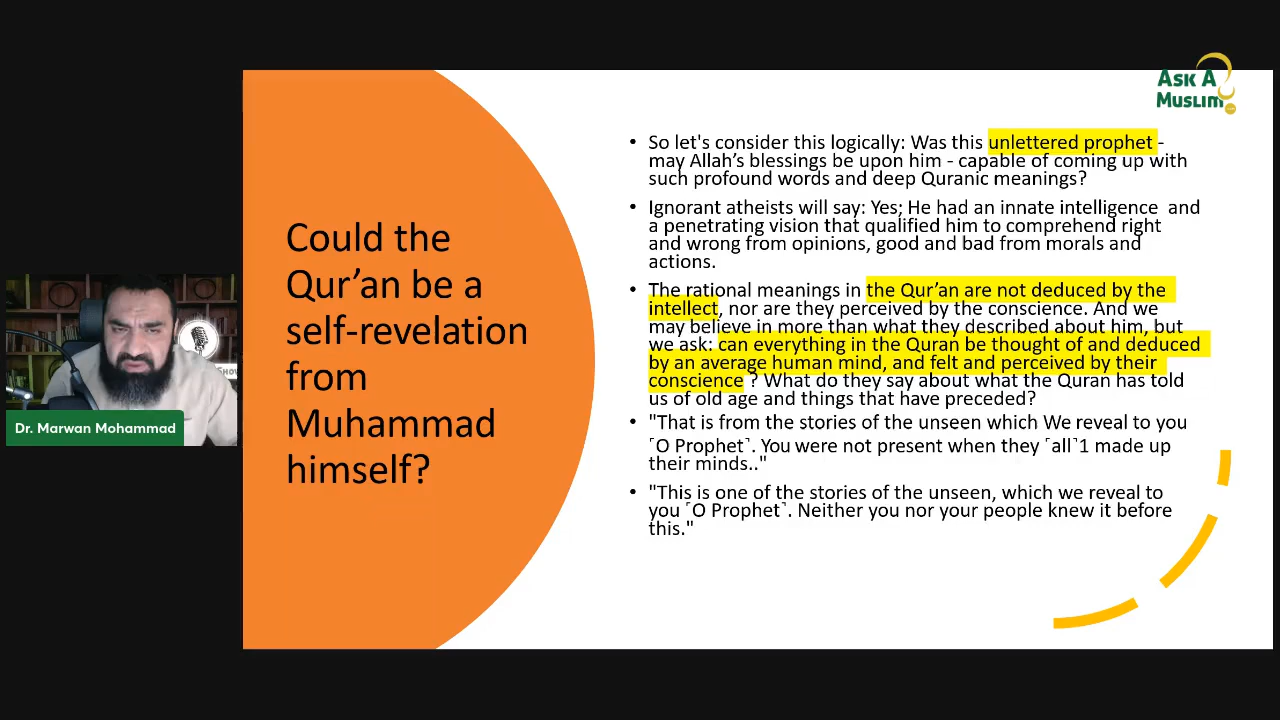 Ask A
Muslim
Could the
Qur’an be a
self-revelation
from
Muhammad
himself?
• So let's consider this logically: Was this unlettered prophet -
may Allah’s blessings be upon him - capable of coming up with
such profound words and deep Quranic meanings?
• Ignorant atheists will say: Yes; He had an innate intelligence and
a penetrating vision that qualified him to comprehend right
and wrong from opinions, good and bad from morals and
actions.
• The rational meanings in the Qur’an are not deduced by the
intellect, nor are they perceived by the conscience. And we
may believe in more than what they described about him, but
we ask: can everything in the Quran be thought of and deduced
by an average human mind, and felt and perceived by their
conscience ? What do they say about what the Quran has told
us of old age and things that have preceded?
• "That is from the stories of the unseen which We reveal to you
˹O Prophet˺. You were not present when they ˹all˺1 made up
their minds.."
• "This is one of the stories of the unseen, which we reveal to
you ˹O Prophet˺. Neither you nor your people knew it before
this."
Dr. Marwan Mohammad